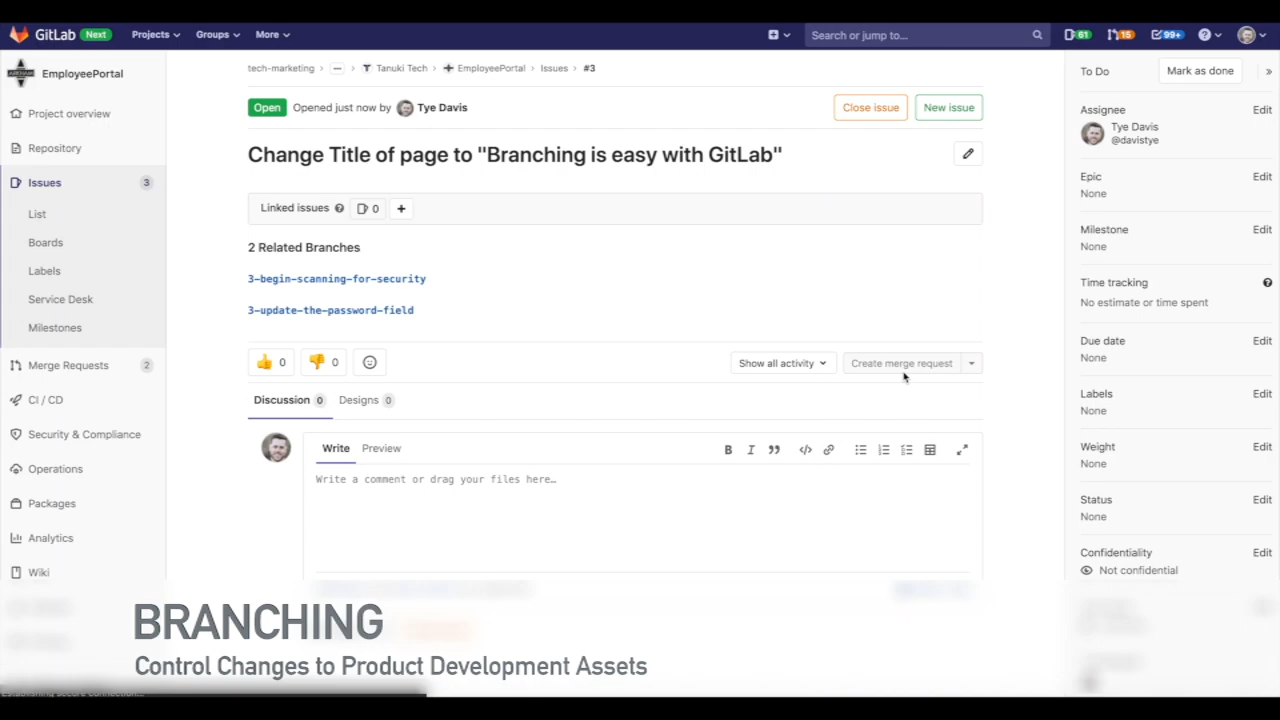 GitLab Next Projects Groups More Search or jump to... 61 15 99+
EmployeePortal
Project overview
Repository
Issues 3
List
Boards
Labels
Service Desk
Milestones
Merge Requests 2
CI / CD
Security & Compliance
Operations
Packages
Analytics
Wiki
tech-marketing > ... > Tanuki Tech > EmployeePortal > Issues > #3
Open Opened just now by Tye Davis Close issue New issue
Change Title of page to "Branching is easy with GitLab"
Linked issues 0 +
2 Related Branches
3-begin-scanning-for-security
3-update-the-password-field
0 0 Show all activity Create merge request
Discussion 0 Designs 0
Write Preview
Write a comment or drag your files here…
To Do Mark as done »
Assignee Edit
Tye Davis
@davistye
Epic Edit
None
Milestone Edit
None
Time tracking
No estimate or time spent
Due date Edit
None
Labels Edit
None
Weight Edit
None
Status Edit
None
Confidentiality Edit
Not confidential
BRANCHING
Control Changes to Product Development Assets